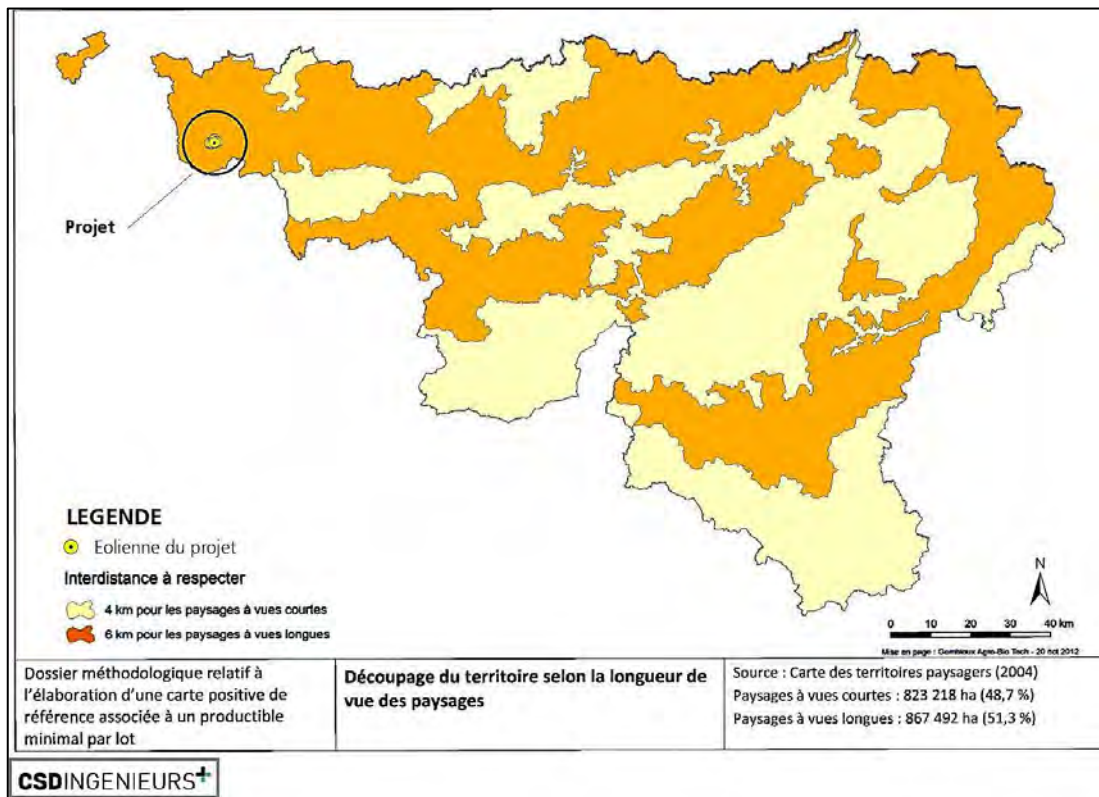 Projet
LEGENDE
Eolienne du projet
Interdistance à respecter
4 km pour les paysages à vues courtes
6 km pour les paysages à vues longues
N
0 10 20 30 40 km
Mise en page : Gembloux Agro-Bio Tech - 20 oct 2012
Dossier méthodologique relatif à
l'élaboration d'une carte positive de
référence associée à un productible
minimal par lot
Découpage du territoire selon la longueur de
vue des paysages
Source : Carte des territoires paysagers (2004)
Paysages à vues courtes : 823 218 ha (48,7 %)
Paysages à vues longues : 867 492 ha (51,3 %)
CSDINGENIEURS+